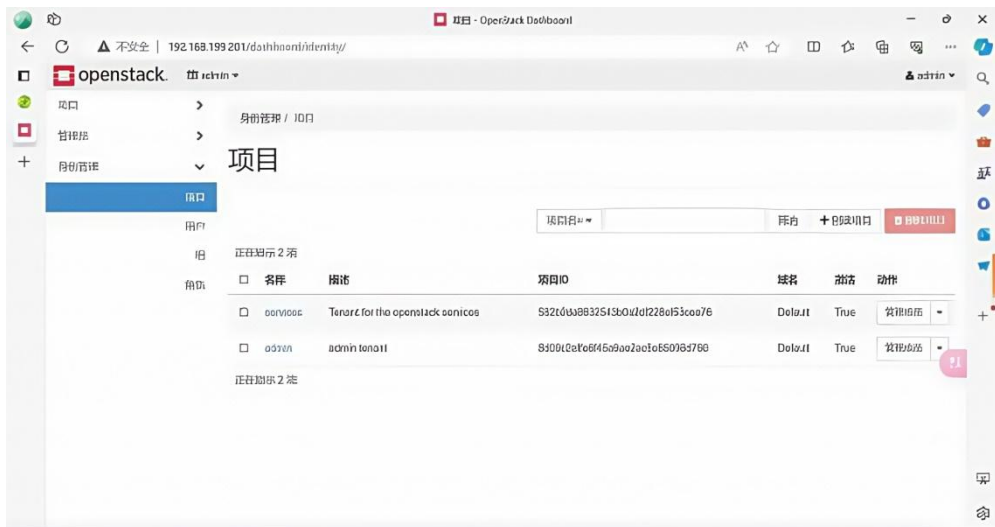 项目 - OpenStack Dashboard
不安全 | 192.168.199.201/dashboard/identity/
openstack. admin
admin
项目
管理员
身份管理
项目
用户
组
角色
身份管理 / 项目
项目
项目名称 =
筛选
+创建项目
删除项目
正在显示 2 项
名称 描述 项目ID 域名 激活 动作
services Tenant for the openstack services Default True 管理成员
admin admin tenant Default True 管理成员
正在显示 2 项